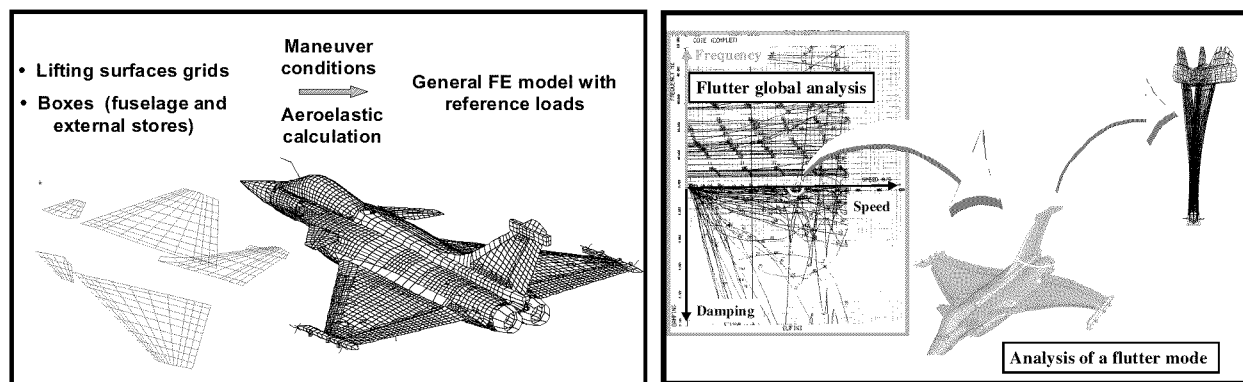 • Lifting surfaces grids
• Boxes (fuselage and
external stores)
Maneuver
conditions
Aeroelastic
calculation
General FE model with
reference loads
Frequency
Flutter global analysis
Speed
Damping
Analysis of a flutter mode